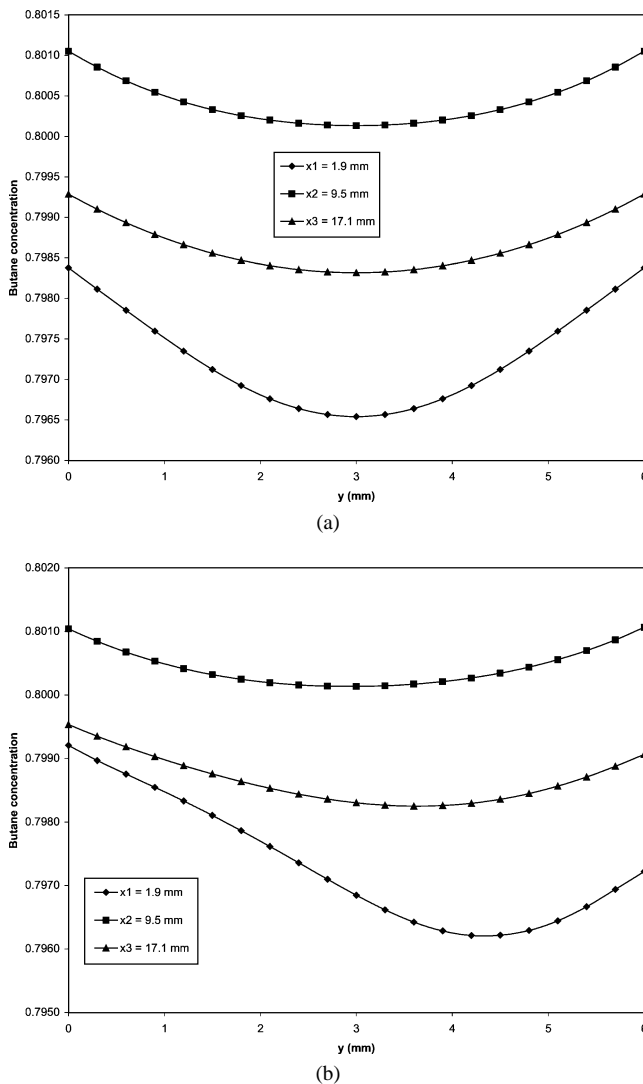 0.8015
0.8010
0.8005
0.8000
0.7995
0.7990
0.7985
0.7980
0.7975
0.7970
0.7965
0.7960
Butane concentration
x1 = 1.9 mm
x2 = 9.5 mm
x3 = 17.1 mm
0 1 2 3 4 5 6
y (mm)
(a)
0.8020
0.8010
0.8000
0.7990
0.7980
0.7970
0.7960
0.7950
Butane concentration
x1 = 1.9 mm
x2 = 9.5 mm
x3 = 17.1 mm
0 1 2 3 4 5 6
y (mm)
(b)